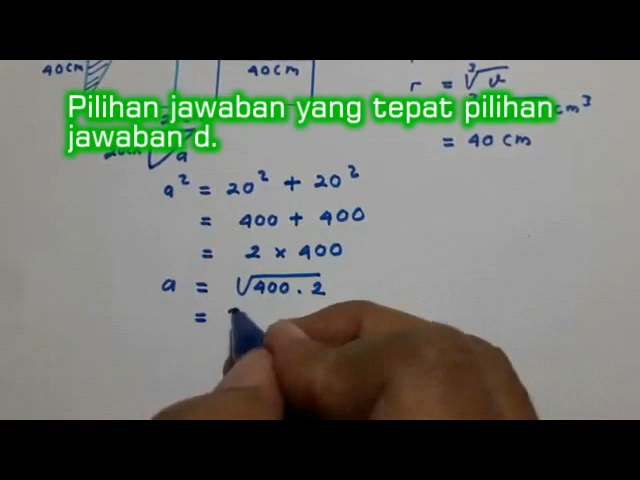 40cm
40cm
r = ∛v
Pilihan jawaban yang tepat pilihan
jawaban d.
cm³
= 40 cm
a
a² = 20² + 20²
= 400 + 400
= 2 × 400
a = √400 . 2
=